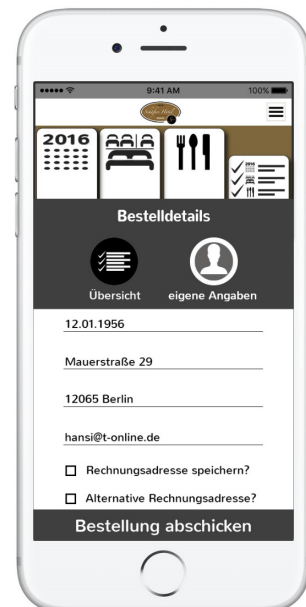 9:41 AM 100%
2016
Bestelldetails
Übersicht eigene Angaben
12.01.1956
Mauerstraße 29
12065 Berlin
hansi@t-online.de
Rechnungsadresse speichern?
Alternative Rechnungsadresse?
Bestellung abschicken